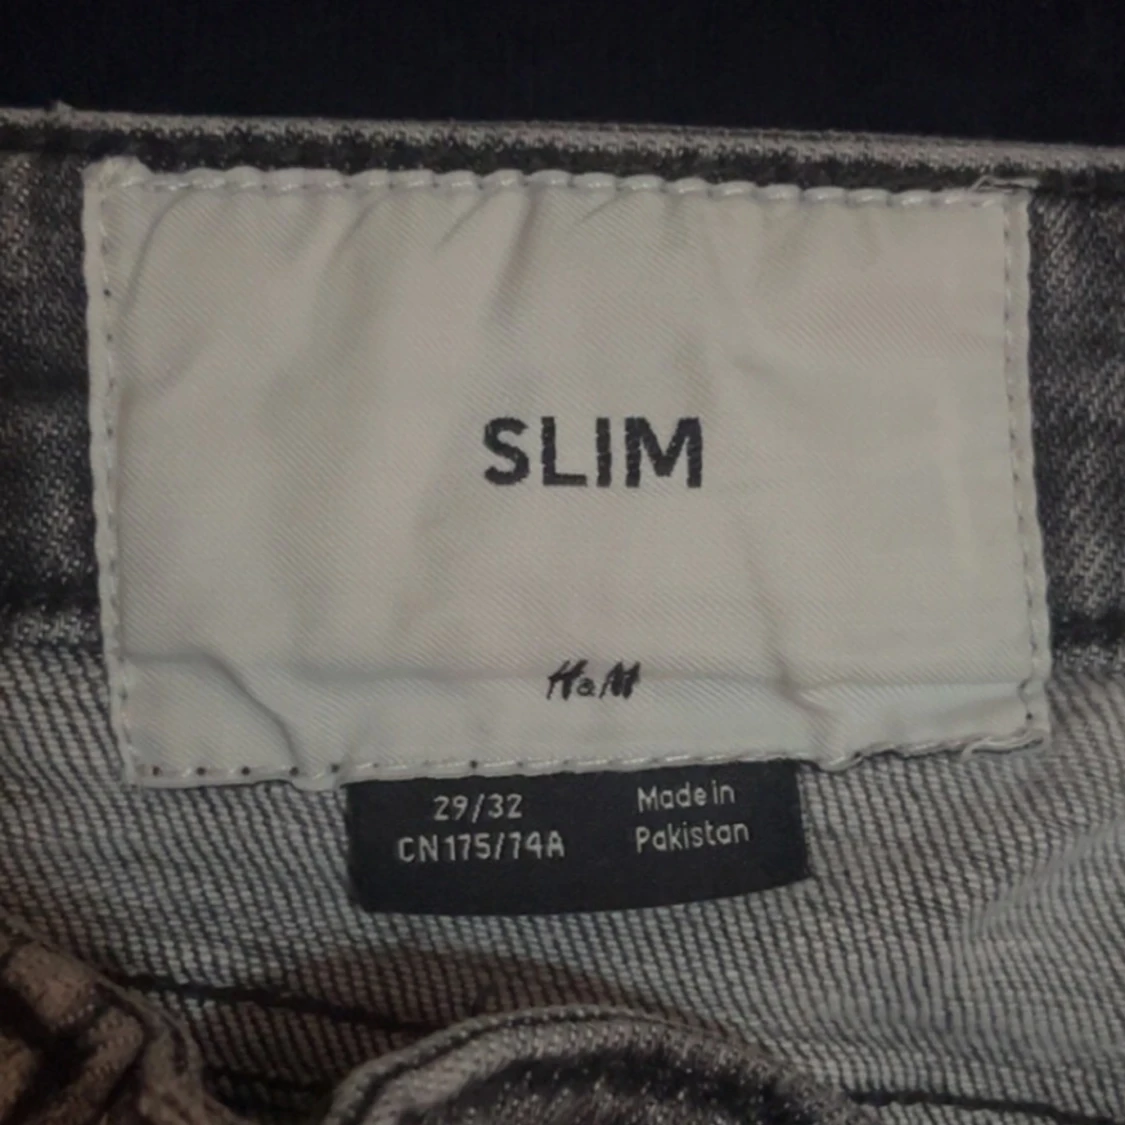 SLIM
H&M
29/32
CN175/74A
Made in
Pakistan